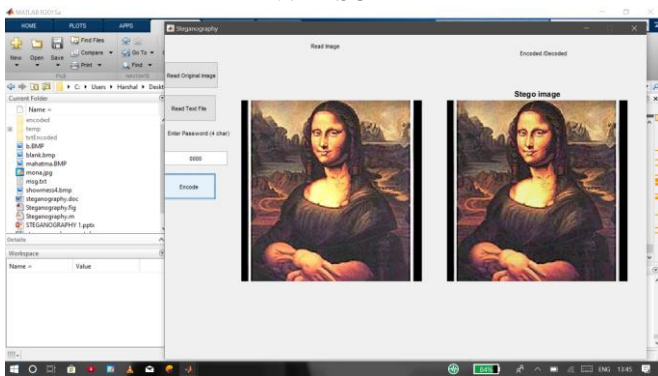 MATLAB R2015a
HOME PLOTS APPS
Steganography
New Open Save
Find Files
Compare
Print
Go To
Find
FILE
NAVIGATE
C: Users Harshal Deskt
Current Folder
Name
encoded
temp
txtEncoded
b.BMP
blank.bmp
mahatma.BMP
mona.jpg
msg.txt
showmess4.bmp
steganography.doc
Steganography.fig
Steganography.m
STEGANOGRAPHY 1.pptx
Details
Workspace
Name Value
Read Image
Encoded /Decoded
Read Original Image
Read Text File
Enter Password (4 char)
0000
Encode
Stego image
84%
ENG 13:45